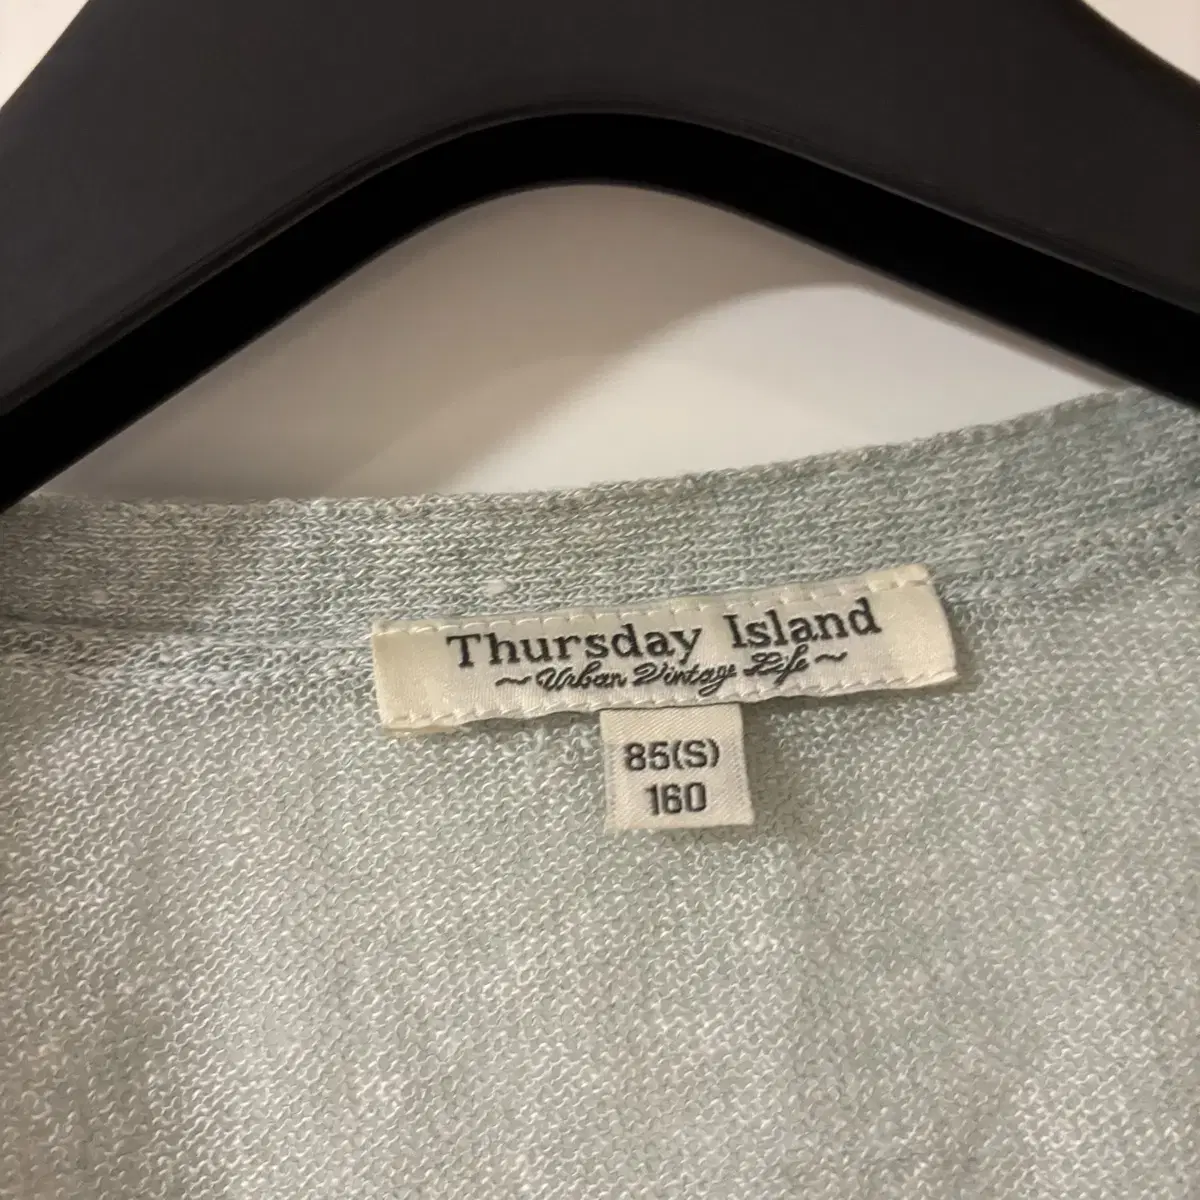 Thursday Island
~Urban Vintage Life~
85(S)
160